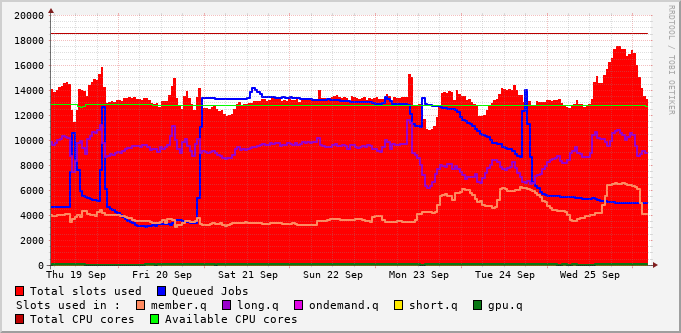 20000
18000
16000
14000
12000
10000
8000
6000
4000
2000
0
Thu 19 Sep Fri 20 Sep Sat 21 Sep Sun 22 Sep Mon 23 Sep Tue 24 Sep Wed 25 Sep
Total slots used Queued Jobs
Slots used in : member.q long.q ondemand.q short.q gpu.q
Total CPU cores Available CPU cores
RRDTOOL / TOBI OETIKER